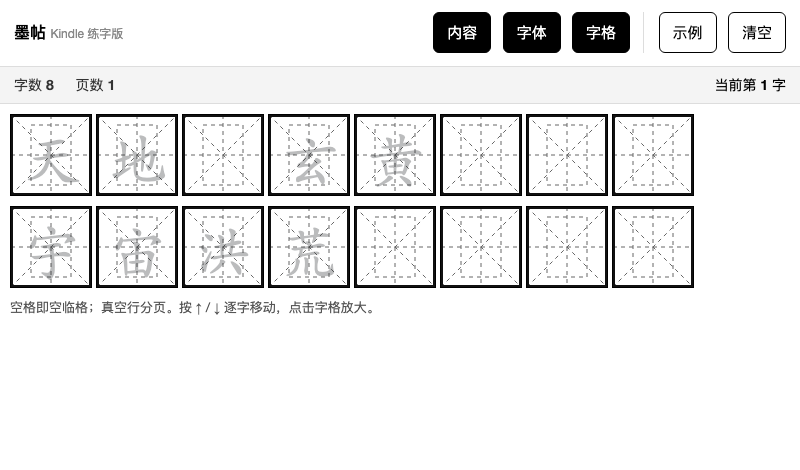 墨帖 Kindle 练字版 内容 字体 字格 示例 清空
字数 8 页数 1 当前第 1 字
天地 玄黄
宇宙洪荒
空格即空临格；真空行分页。按 ↑ / ↓ 逐字移动，点击字格放大。